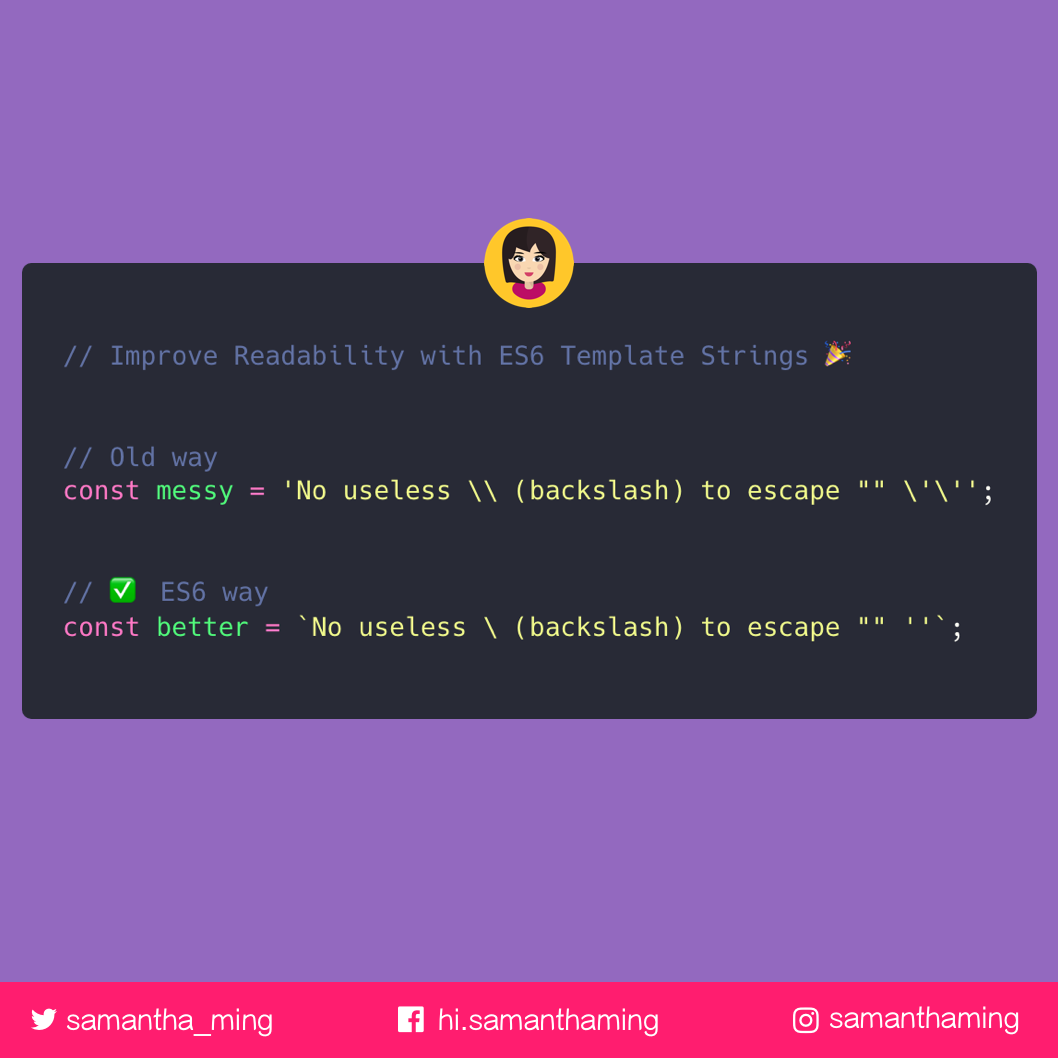 // Improve Readability with ES6 Template Strings 🎉
// Old way
const messy = 'No useless \\ (backslash) to escape "" \'\'';
// ✅ ES6 way
const better = `No useless \ (backslash) to escape "" ''`;
samantha_ming hi.samanthaming samanthaming